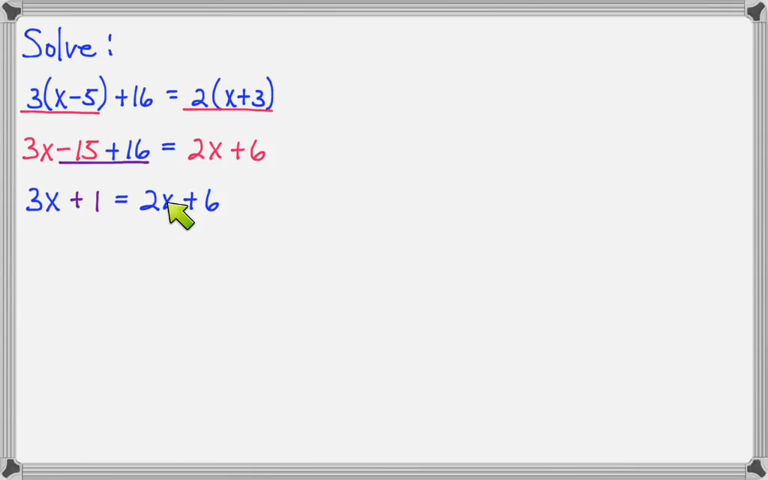 Solve:
3(x-5)+16 = 2(x+3)
3x-15+16 = 2x+6
3x+1 = 2x+6